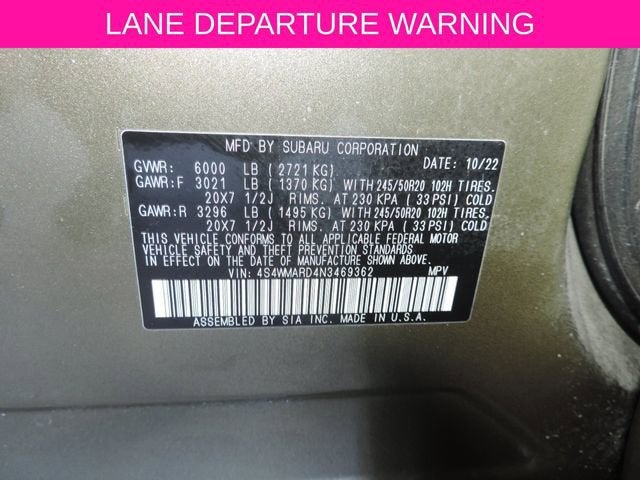 LANE DEPARTURE WARNING
MFD BY SUBARU CORPORATION
GVWR: 6000 LB ( 2721 KG) DATE: 10/22
GAWR:F 3021 LB ( 1370 KG) WITH 245/50R20 102H TIRES.
20X7 1/2J RIMS. AT 230 KPA ( 33 PSI) COLD
GAWR:R 3296 LB ( 1495 KG) WITH 245/50R20 102H TIRES.
20X7 1/2J RIMS. AT 230 KPA ( 33 PSI) COLD
THIS VEHICLE CONFORMS TO ALL APPLICABLE FEDERAL MOTOR
VEHICLE SAFETY AND THEFT PREVENTION STANDARDS
IN EFFECT ON THE DATE OF MANUFACTURE SHOWN ABOVE.
VIN: 4S4WMARD4N3469362 MPV
ASSEMBLED BY SIA INC. MADE IN U.S.A.